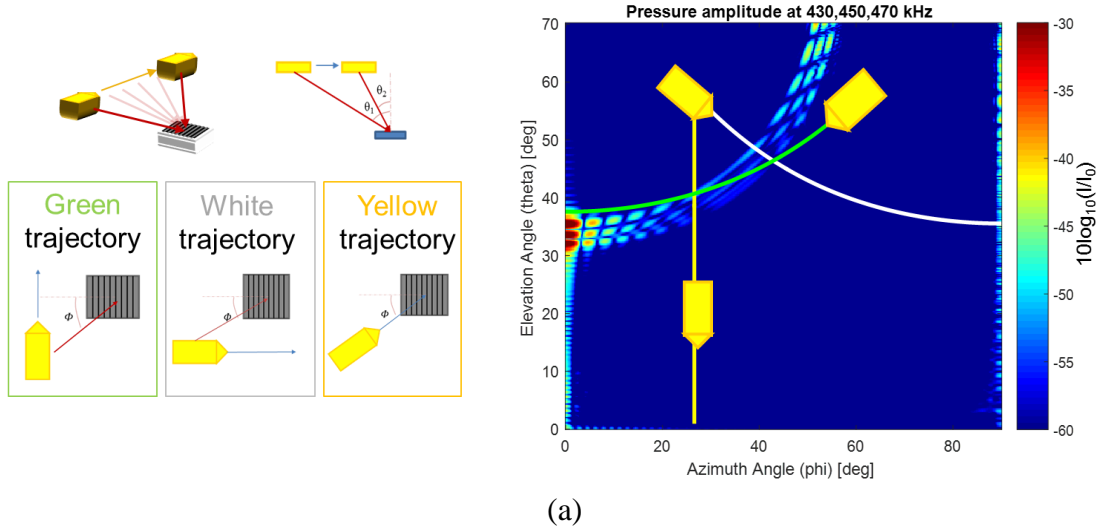 θ2
θ1
Green
trajectory
Φ
White
trajectory
Φ
Yellow
trajectory
Φ
Pressure amplitude at 430,450,470 kHz
Elevation Angle (theta) [deg]
70
60
50
40
30
20
10
0
0
20
40
60
80
Azimuth Angle (phi) [deg]
-30
-35
-40
-45
-50
-55
-60
10log10(I/I0)
(a)